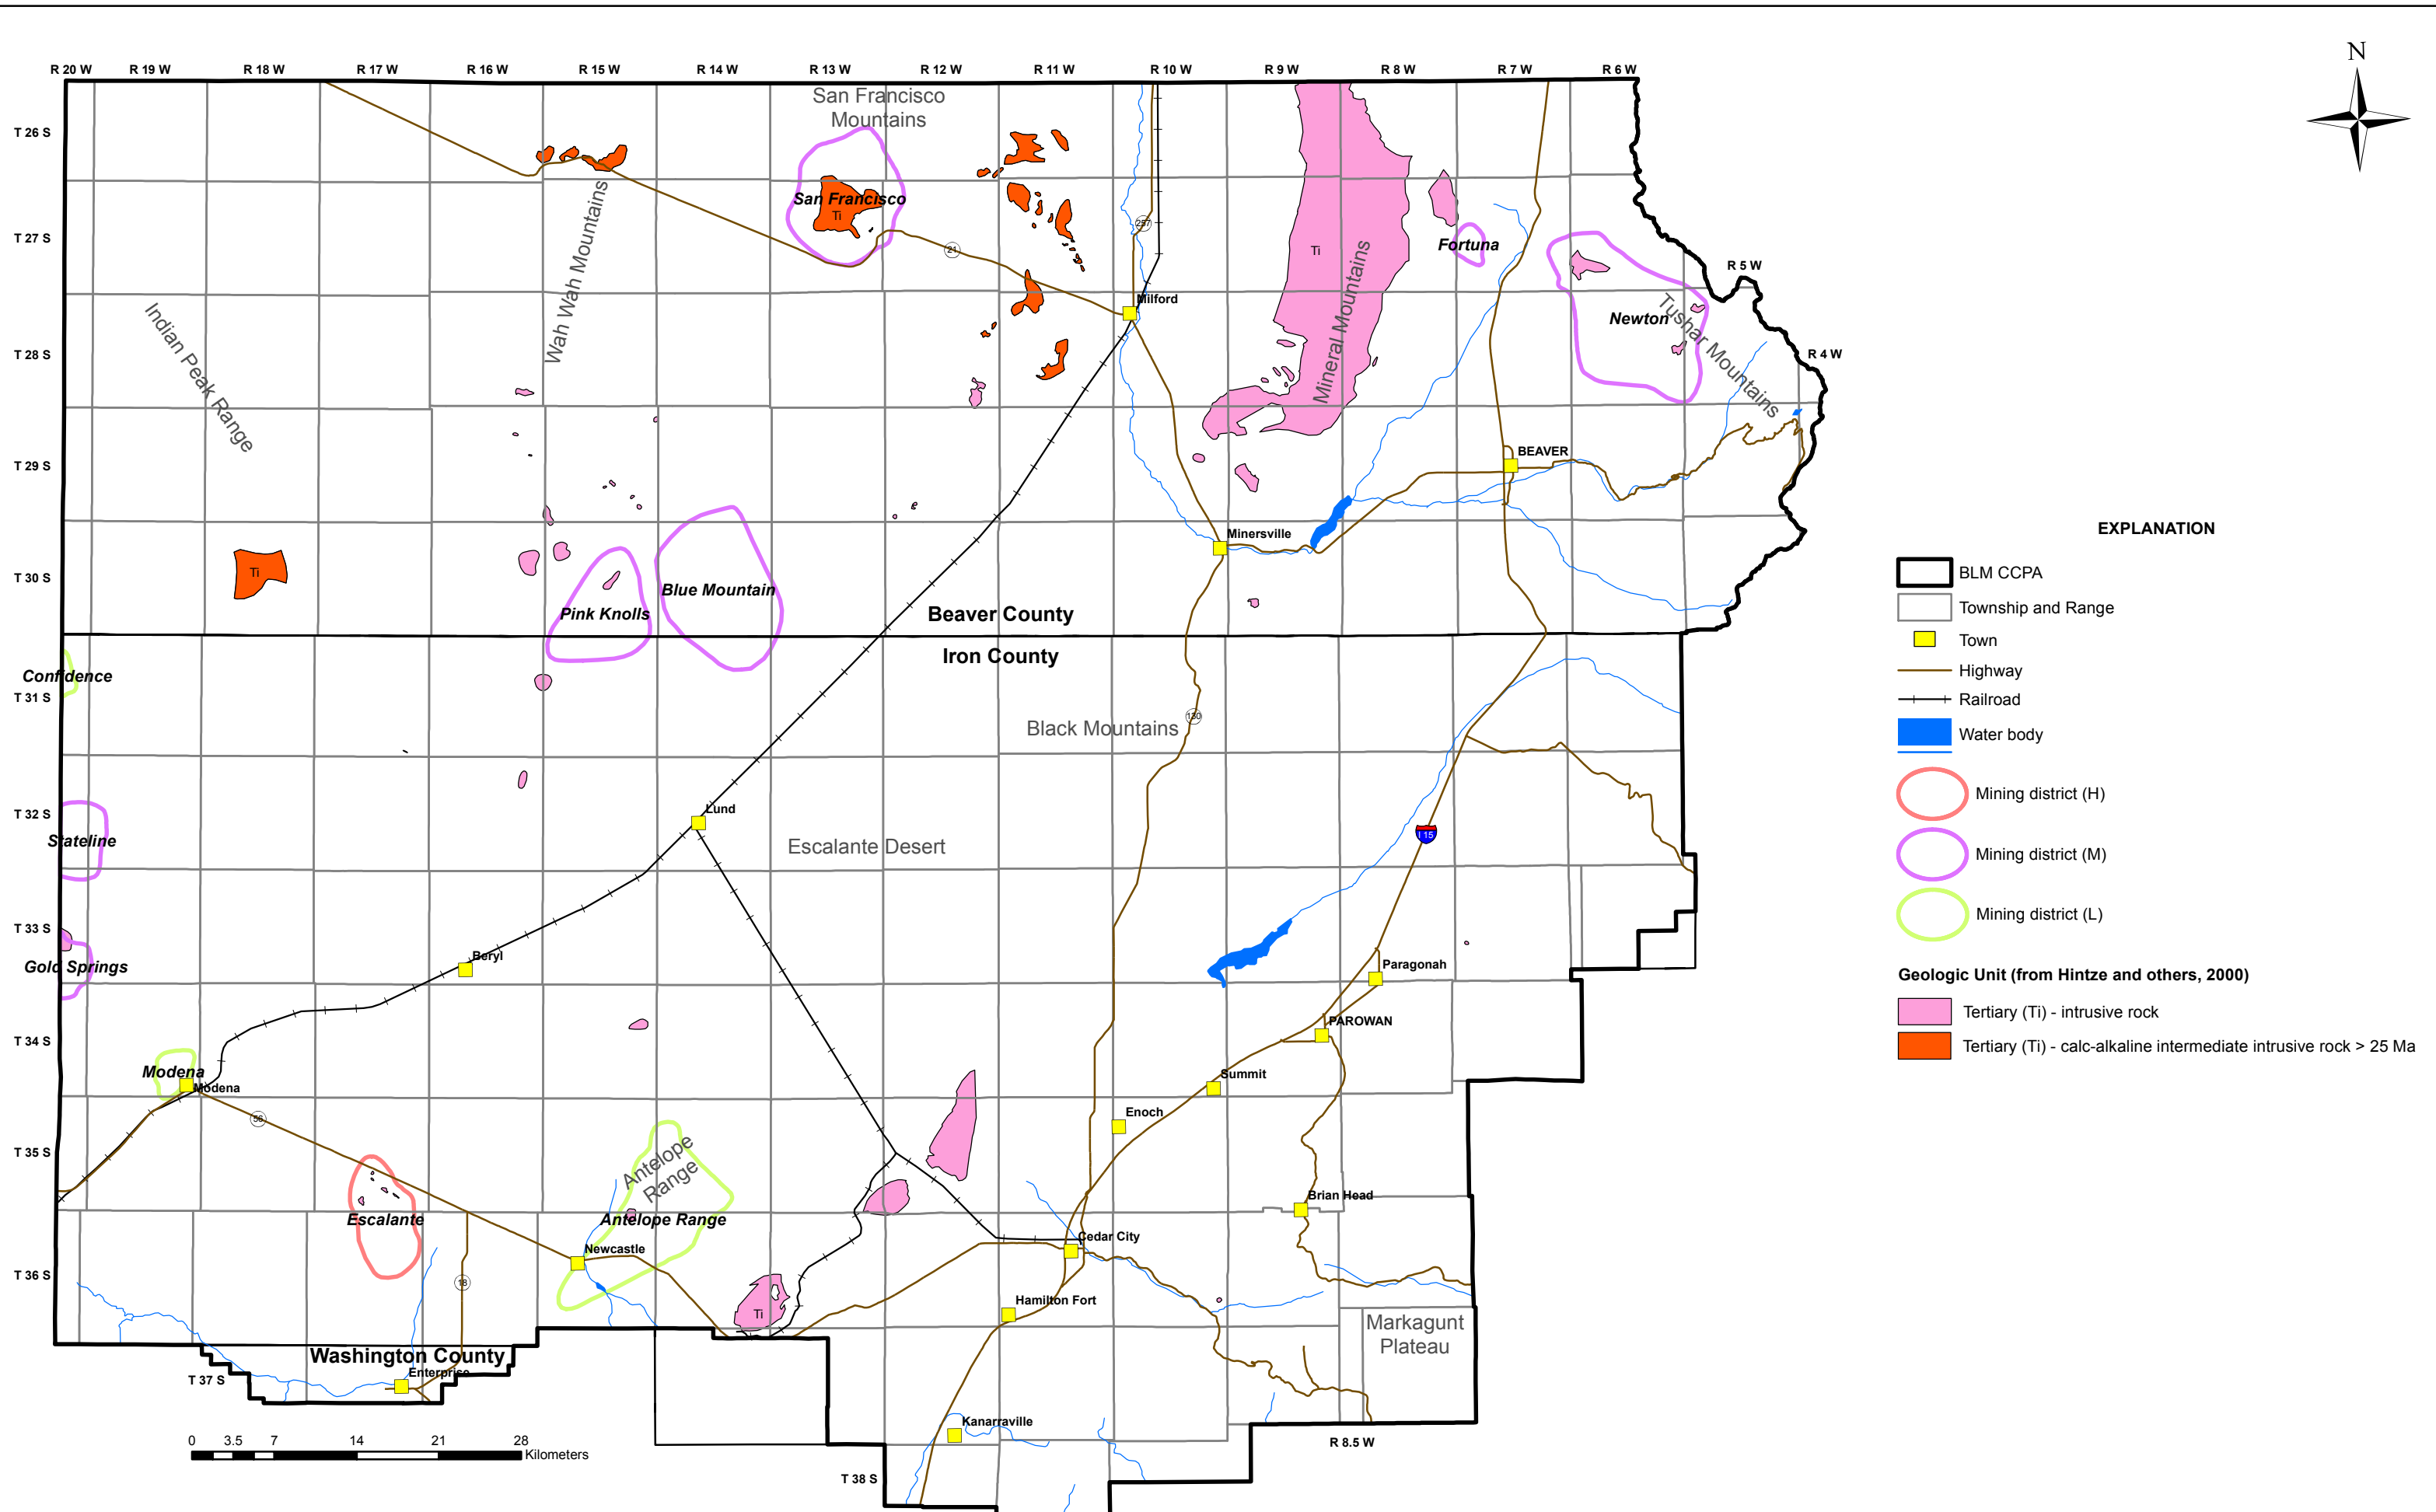 N
R 20 W R 19 W R 18 W R 17 W R 16 W R 15 W R 14 W R 13 W R 12 W R 11 W R 10 W R 9 W R 8 W R 7 W R 6 W
San Francisco
Mountains
T 26 S
San Francisco
Ti
T 27 S
257
21
Ti
Fortuna
R 5 W
Wah Wah Mountains
Mineral Mountains
Milford
Newton
Tushar Mountains
Indian Peak Range
T 28 S
R 4 W
T 29 S
BEAVER
Minersville
T 30 S
Ti
Blue Mountain
Pink Knolls
Beaver County
Iron County
Confidence
T 31 S
130
Black Mountains
T 32 S
Lund
Stateline
Escalante Desert
I 15
T 33 S
Beryl
Gold Springs
Paragonah
T 34 S
PAROWAN
Modena
Modena
Summit
56
Enoch
T 35 S
Antelope
Range
Brian Head
Escalante
Antelope Range
Cedar City
Newcastle
T 36 S
18
Hamilton Fort
Ti
Markagunt
Plateau
Washington County
Enterprise
T 37 S
Kanarraville
R 8.5 W
T 38 S
0 3.5 7 14 21 28
Kilometers
EXPLANATION
BLM CCPA
Township and Range
Town
Highway
Railroad
Water body
Mining district (H)
Mining district (M)
Mining district (L)
Geologic Unit (from Hintze and others, 2000)
Tertiary (Ti) - intrusive rock
Tertiary (Ti) - calc-alkaline intermediate intrusive rock > 25 Ma